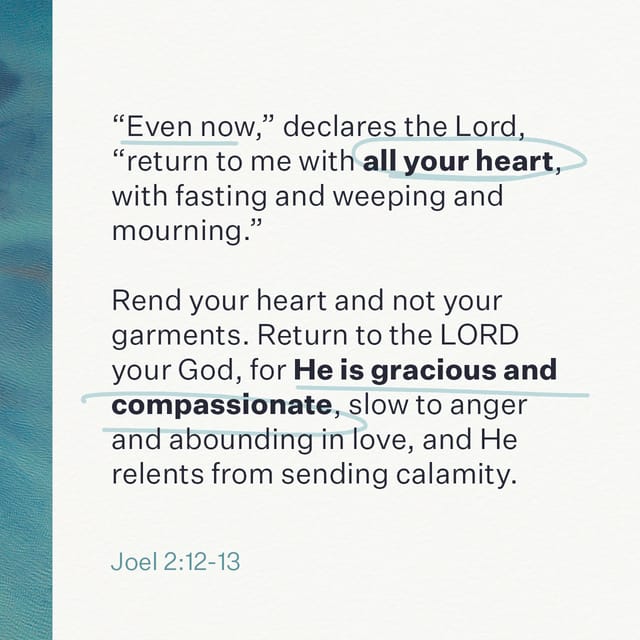 “Even now,” declares the Lord,
“return to me with all your heart,
with fasting and weeping and
mourning.”
Rend your heart and not your
garments. Return to the LORD
your God, for He is gracious and
compassionate, slow to anger
and abounding in love, and He
relents from sending calamity.
Joel 2:12-13